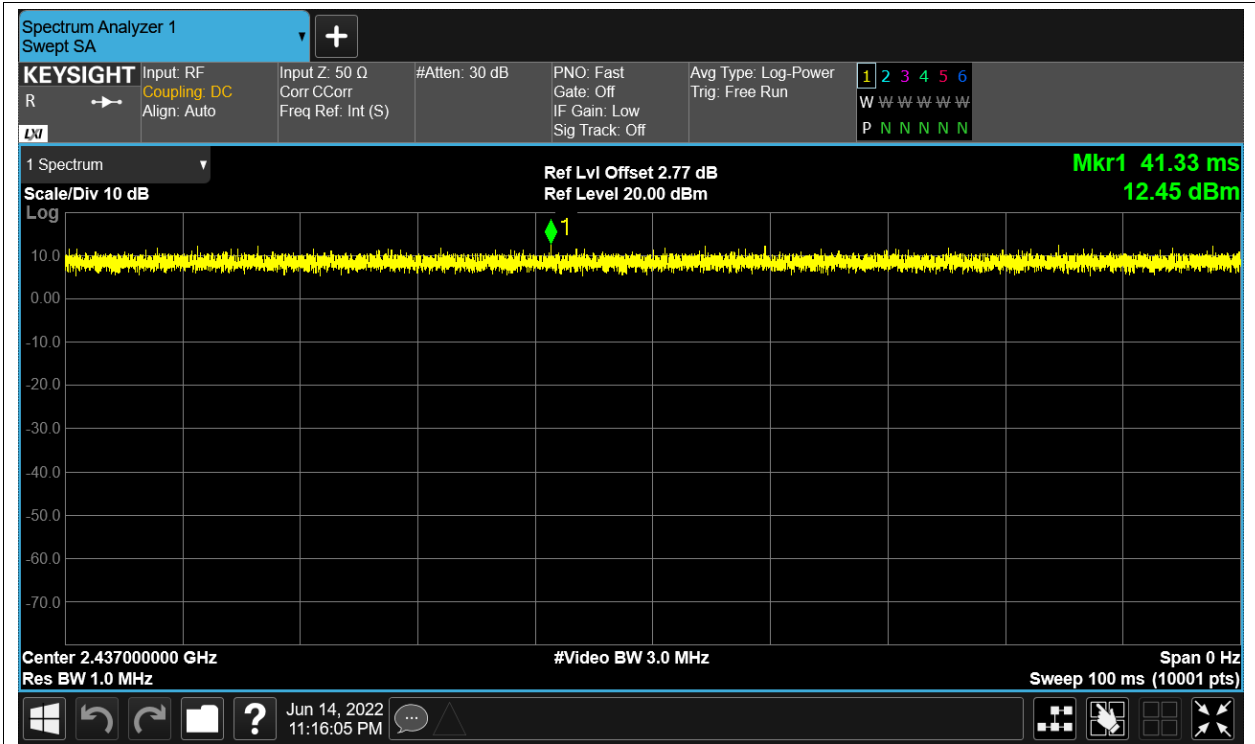 Spectrum Analyzer 1
Swept SA
KEYSIGHT
R
LXI
Input: RF
Coupling: DC
Align: Auto
Input Z: 50 Ω
Corr CCorr
Freq Ref: Int (S)
#Atten: 30 dB
PNO: Fast
Gate: Off
IF Gain: Low
Sig Track: Off
Avg Type: Log-Power
Trig: Free Run
1 2 3 4 5 6
W W W W W W
P N N N N N
1 Spectrum
Scale/Div 10 dB
Log
Ref Lvl Offset 2.77 dB
Ref Level 20.00 dBm
Mkr1 41.33 ms
12.45 dBm
1
10.0
0.00
-10.0
-20.0
-30.0
-40.0
-50.0
-60.0
-70.0
Center 2.437000000 GHz
Res BW 1.0 MHz
#Video BW 3.0 MHz
Span 0 Hz
Sweep 100 ms (10001 pts)
?
Jun 14, 2022
11:16:05 PM